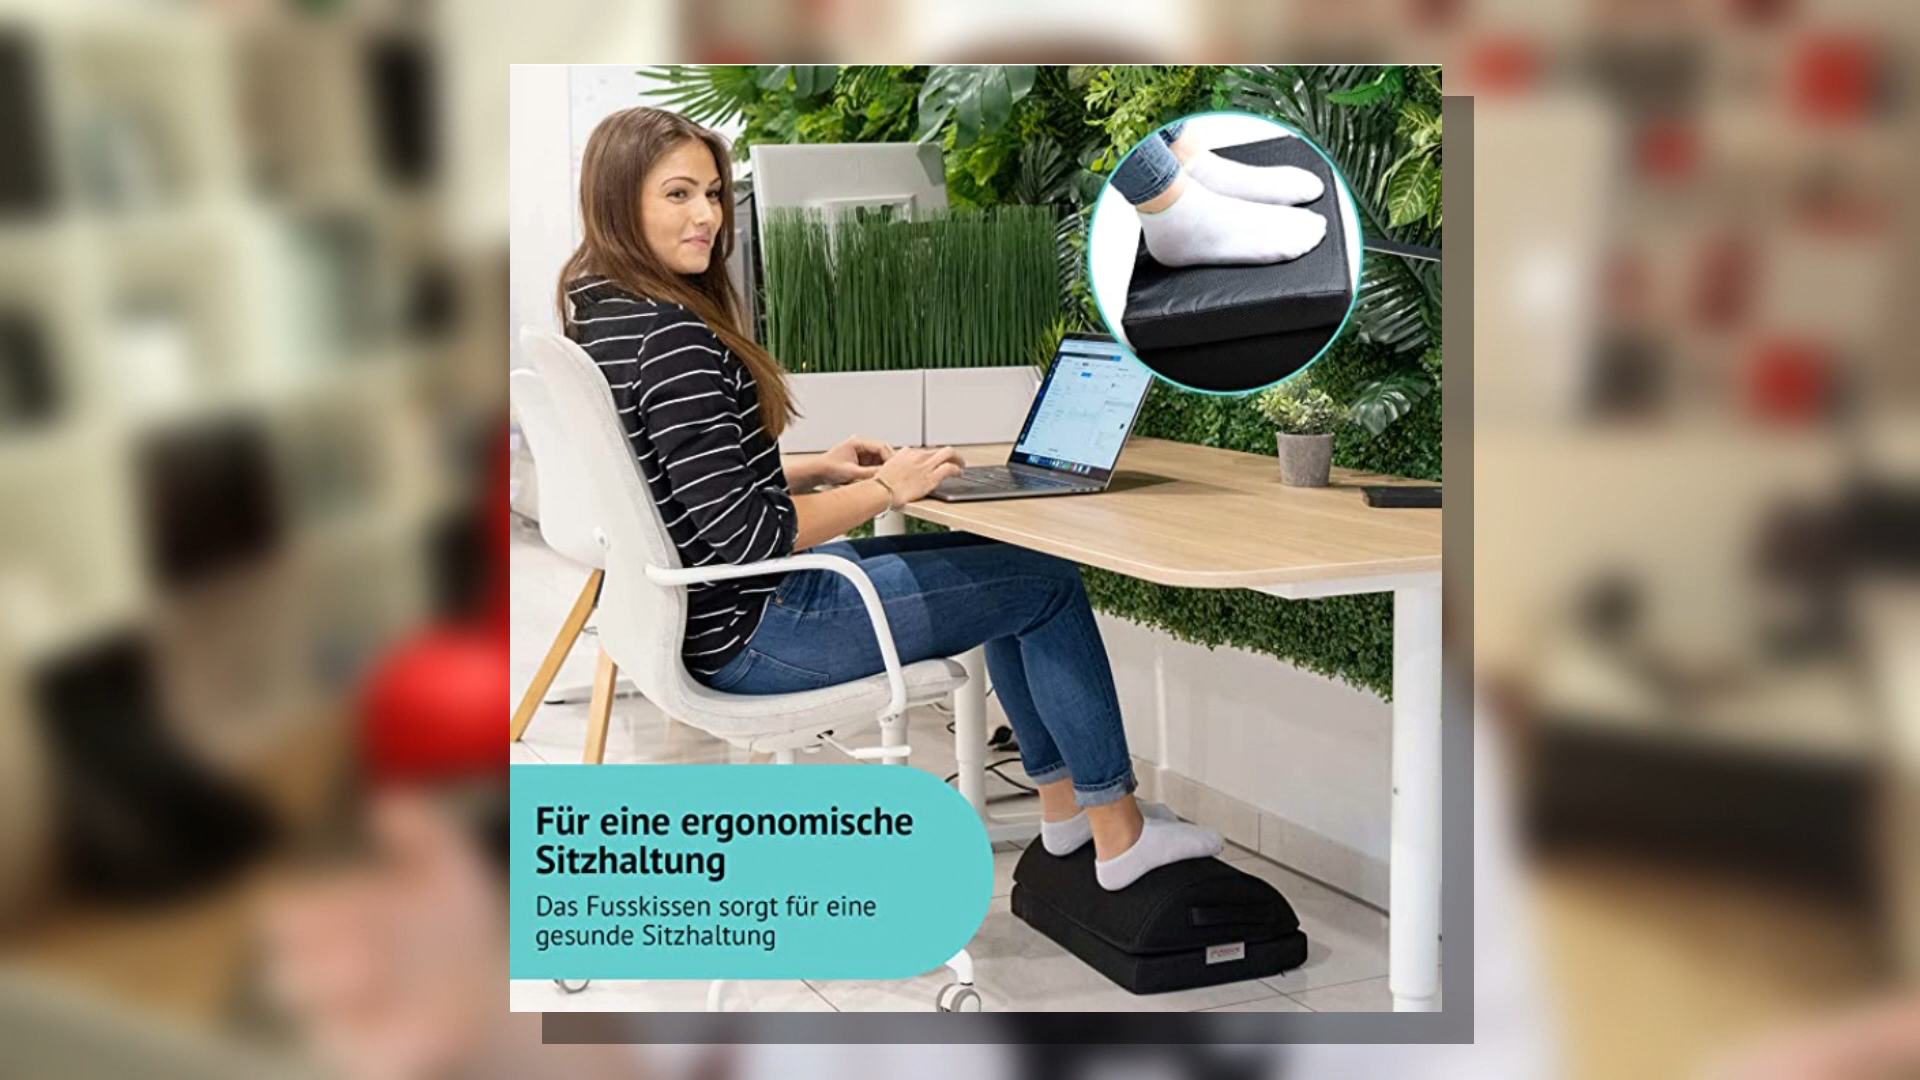 Für eine ergonomische
Sitzhaltung
Das Fusskissen sorgt für eine
gesunde Sitzhaltung